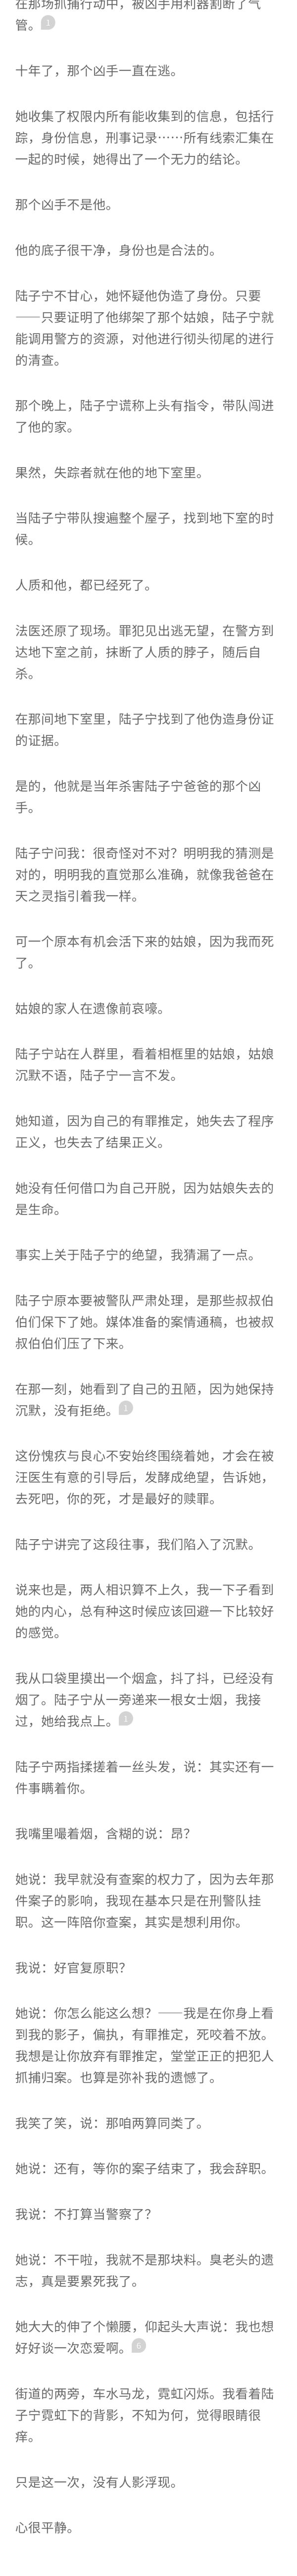 在那场抓捕行动中，被凶手用利器割断了气
管。1
十年了，那个凶手一直在逃。
她收集了权限内所有能收集到的信息，包括行
踪，身份信息，刑事记录……所有线索汇集在
一起的时候，她得出了一个无力的结论。
那个凶手不是他。
他的底子很干净，身份也是合法的。
陆子宁不甘心，她怀疑他伪造了身份。只要
——只要证明了他绑架了那个姑娘，陆子宁就
能调用警方的资源，对他进行彻头彻尾的进行
的清查。
那个晚上，陆子宁谎称上头有指令，带队闯进
了他的家。
果然，失踪者就在他的地下室里。
当陆子宁带队搜遍整个屋子，找到地下室的时
候。
人质和他，都已经死了。
法医还原了现场。罪犯见出逃无望，在警方到
达地下室之前，抹断了人质的脖子，随后自
杀。
在那间地下室里，陆子宁找到了他伪造身份证
的证据。
是的，他就是当年杀害陆子宁爸爸的那个凶
手。
陆子宁问我：很奇怪对不对？明明我的猜测是
对的，明明我的直觉那么准确，就像我爸爸在
天之灵指引着我一样。
可一个原本有机会活下来的姑娘，因为我而死
了。
姑娘的家人在遗像前哀嚎。
陆子宁站在人群里，看着相框里的姑娘，姑娘
沉默不语，陆子宁一言不发。
她知道，因为自己的有罪推定，她失去了程序
正义，也失去了结果正义。
她没有任何借口为自己开脱，因为姑娘失去的
是生命。
事实上关于陆子宁的绝望，我猜漏了一点。
陆子宁原本要被警队严肃处理，是那些叔叔伯
伯们保下了她。媒体准备的案情通稿，也被叔
叔伯伯们压了下来。
在那一刻，她看到了自己的丑陋，因为她保持
沉默，没有拒绝。1
这份愧疚与良心不安始终围绕着她，才会在被
汪医生有意的引导后，发酵成绝望，告诉她，
去死吧，你的死，才是最好的赎罪。
陆子宁讲完了这段往事，我们陷入了沉默。
说来也是，两人相识算不上久，我一下子看到
她的内心，总有种这时候应该回避一下比较好
的感觉。
我从口袋里摸出一个烟盒，抖了抖，已经没有
烟了。陆子宁从一旁递来一根女士烟，我接
过，她给我点上。1
陆子宁两指揉搓着一丝头发，说：其实还有一
件事瞒着你。
我嘴里嘬着烟，含糊的说：昂？
她说：我早就没有查案的权力了，因为去年那
件案子的影响，我现在基本只是在刑警队挂
职。这一阵陪你查案，其实是想利用你。
我说：好官复原职？
她说：你怎么能这么想？——我是在你身上看
到我的影子，偏执，有罪推定，死咬着不放。
我想是让你放弃有罪推定，堂堂正正的把犯人
抓捕归案。也算是弥补我的遗憾了。
我笑了笑，说：那咱两算同类了。
她说：还有，等你的案子结束了，我会辞职。
我说：不打算当警察了？
她说：不干啦，我就不是那块料。臭老头的遗
志，真是要累死我了。
她大大的伸了个懒腰，仰起头大声说：我也想
好好谈一次恋爱啊。6
街道的两旁，车水马龙，霓虹闪烁。我看着陆
子宁霓虹下的背影，不知为何，觉得眼睛很
痒。
只是这一次，没有人影浮现。
心很平静。